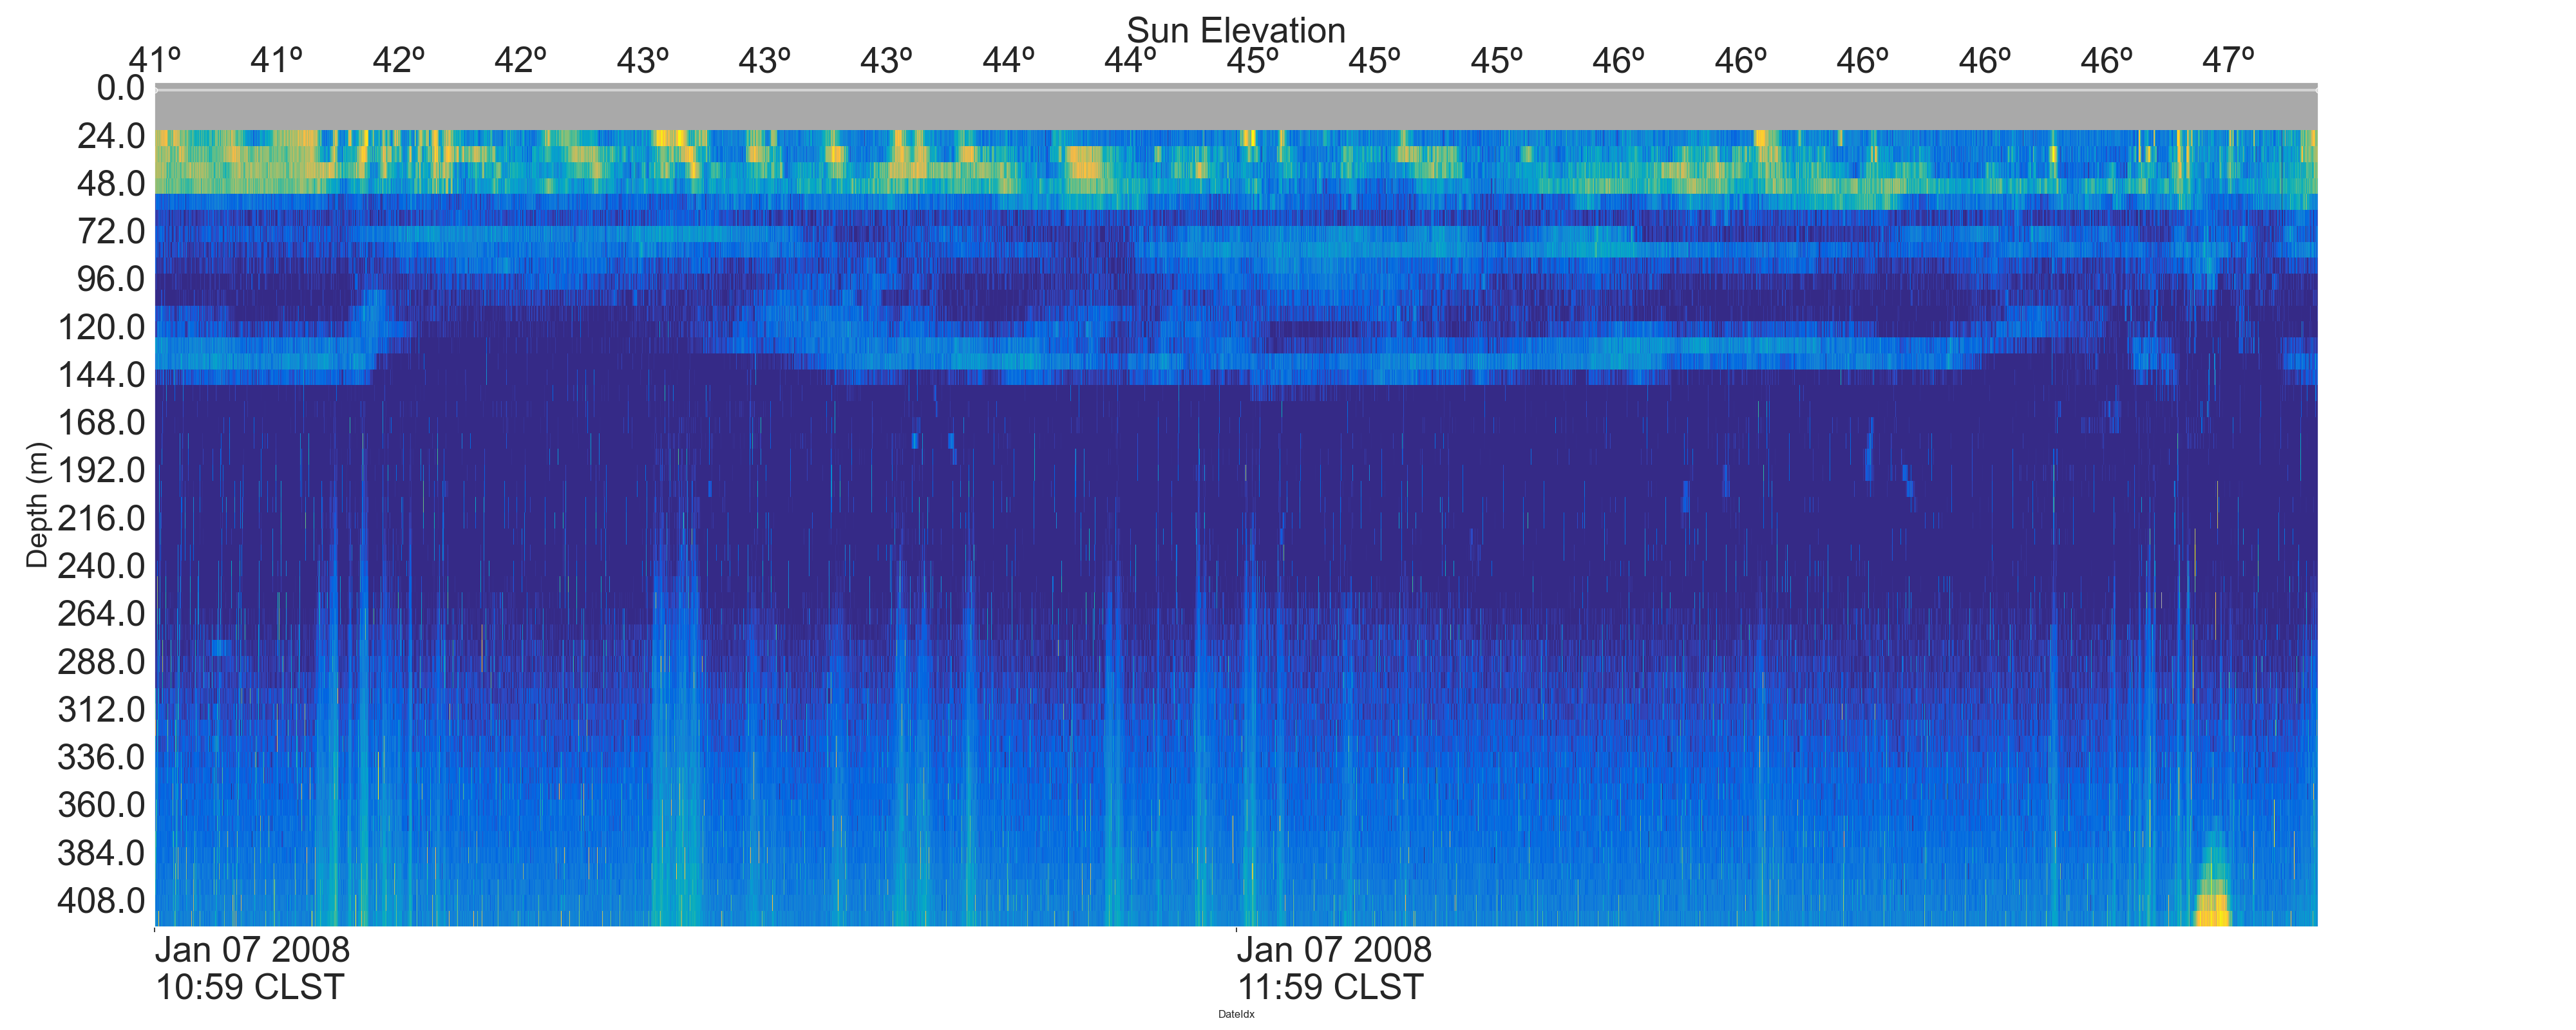 Sun Elevation
41º 41º 42º 42º 43º 43º 43º 44º 44º 45º 45º 45º 46º 46º 46º 46º 46º 47º
0.0
24.0
48.0
72.0
96.0
120.0
144.0
168.0
192.0
216.0
240.0
264.0
288.0
312.0
336.0
360.0
384.0
408.0
Depth (m)
Jan 07 2008
10:59 CLST
Jan 07 2008
11:59 CLST
DateIdx